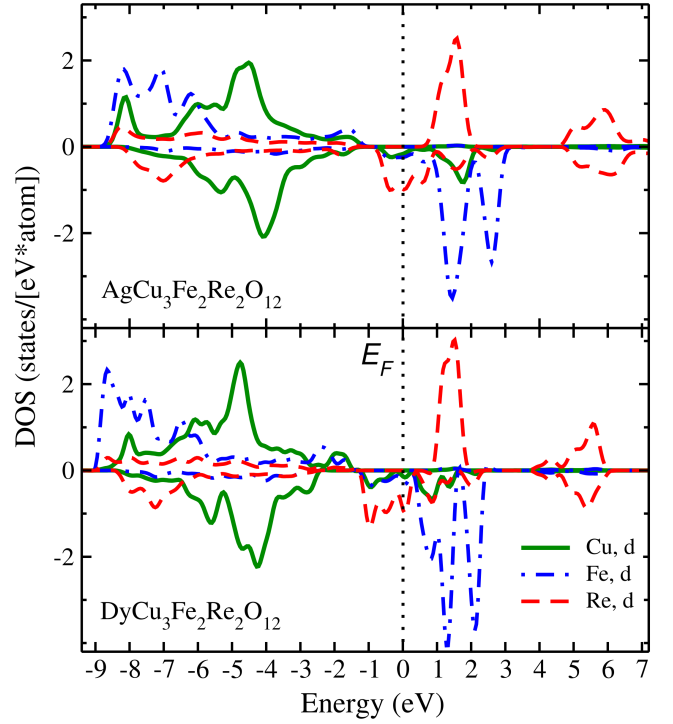 DOS (states/[eV*atom])
2
0
-2
AgCu₃Fe₂Re₂O₁₂
E_F
2
0
-2
Cu, d
Fe, d
Re, d
DyCu₃Fe₂Re₂O₁₂
-9 -8 -7 -6 -5 -4 -3 -2 -1 0 1 2 3 4 5 6 7
Energy (eV)